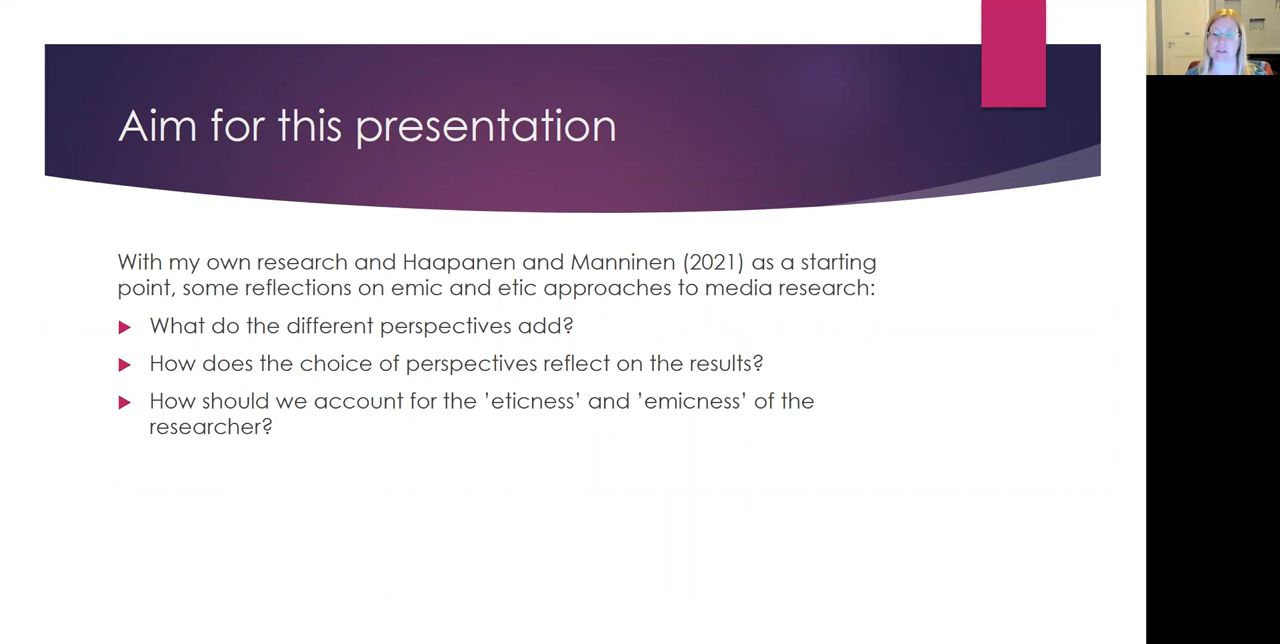 Aim for this presentation
With my own research and Haapanen and Manninen (2021) as a starting
point, some reflections on emic and etic approaches to media research:
What do the different perspectives add?
How does the choice of perspectives reflect on the results?
How should we account for the ’eticness’ and ’emicness’ of the
researcher?